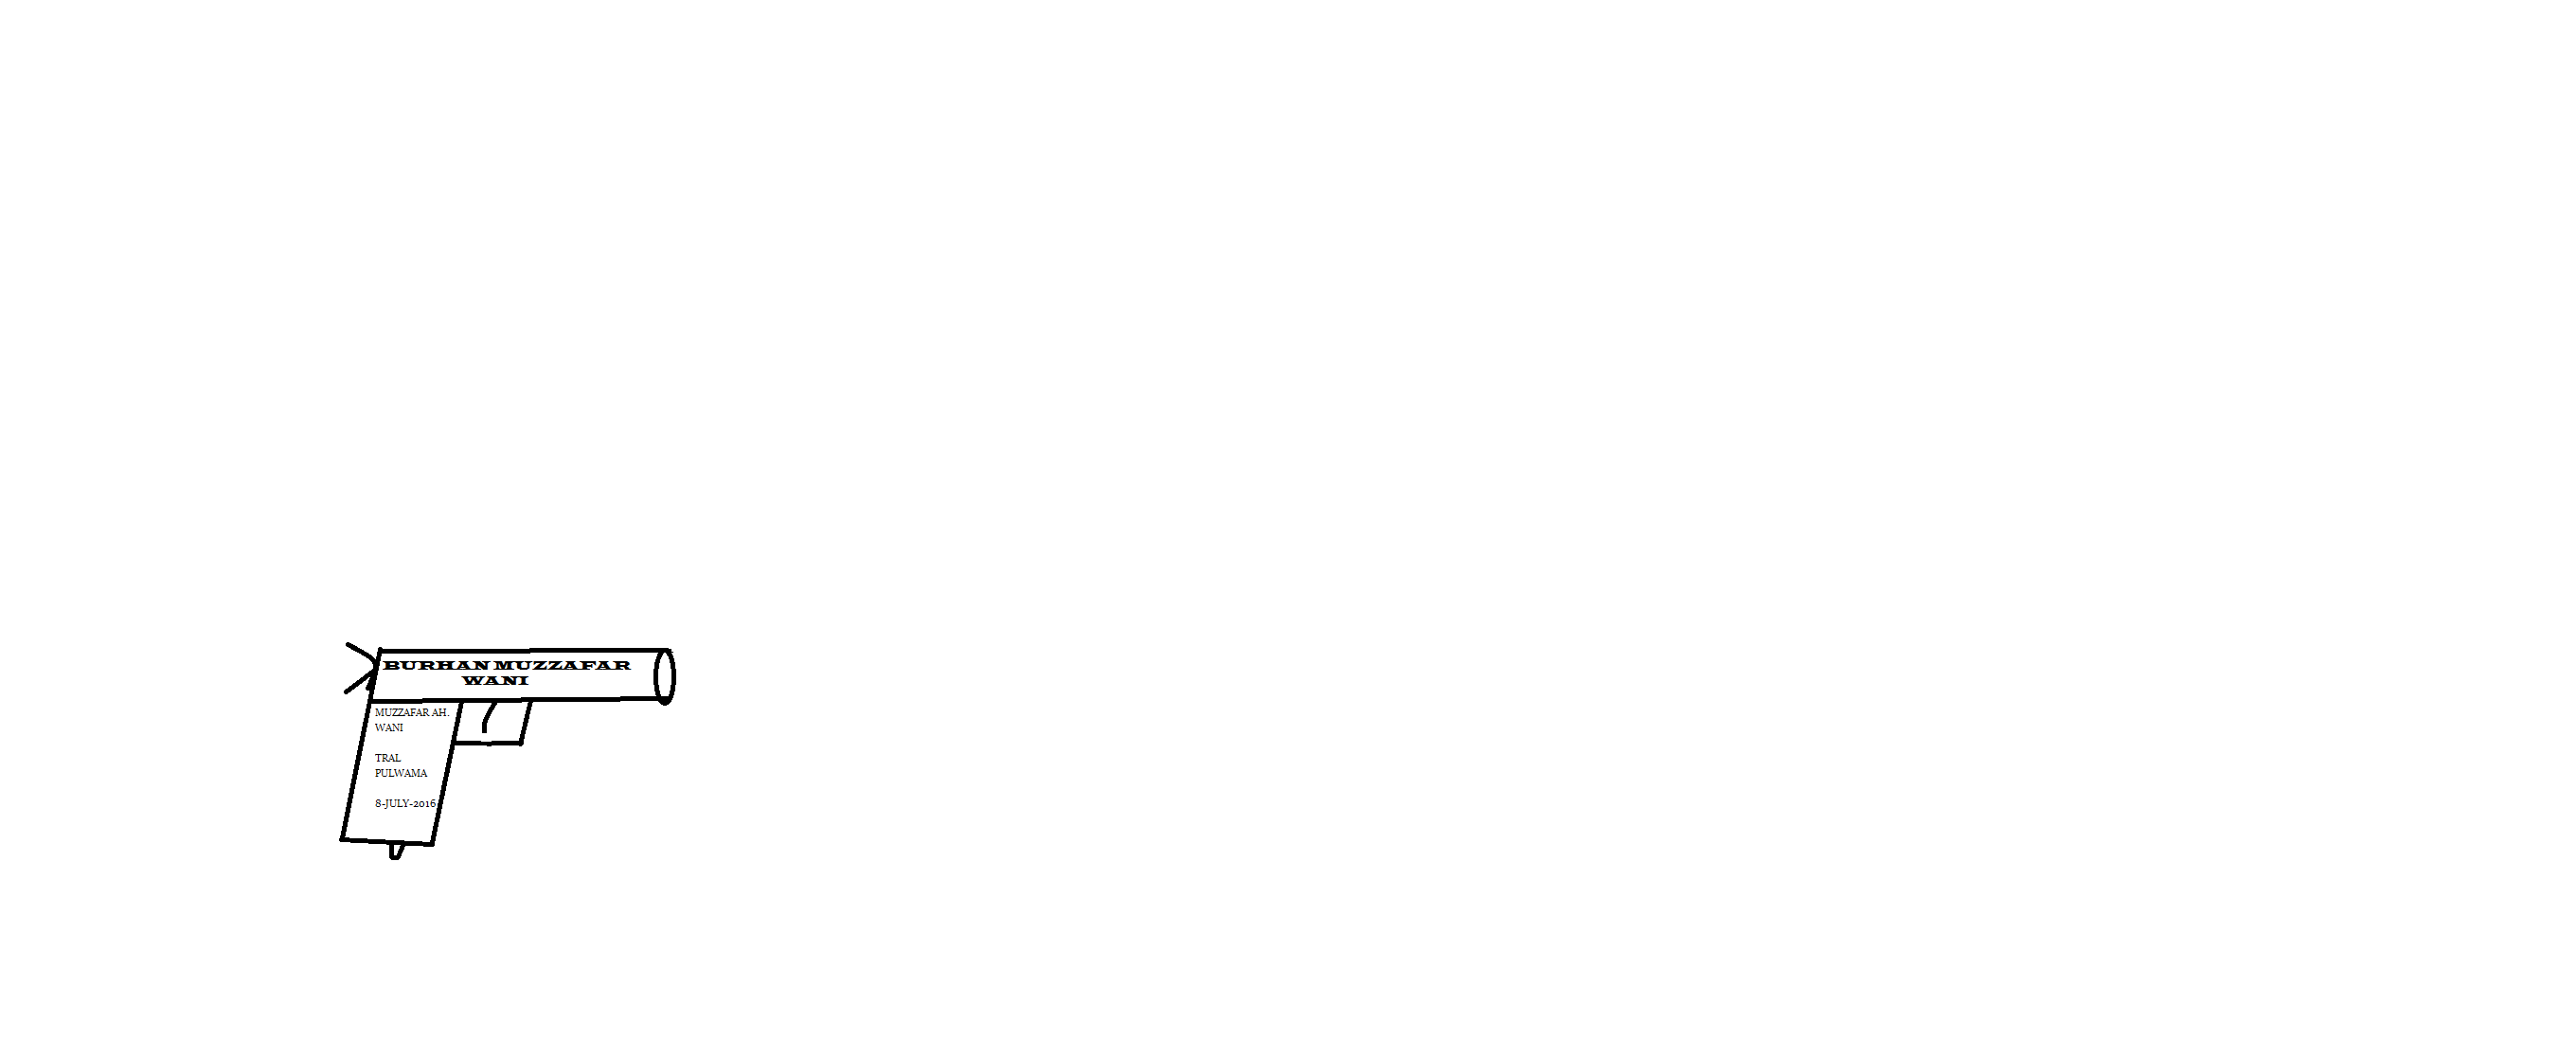 BURHAN MUZZAFAR
WANI
MUZZAFAR AH.
WANI
TRAL
PULWAMA
8-JULY-2016